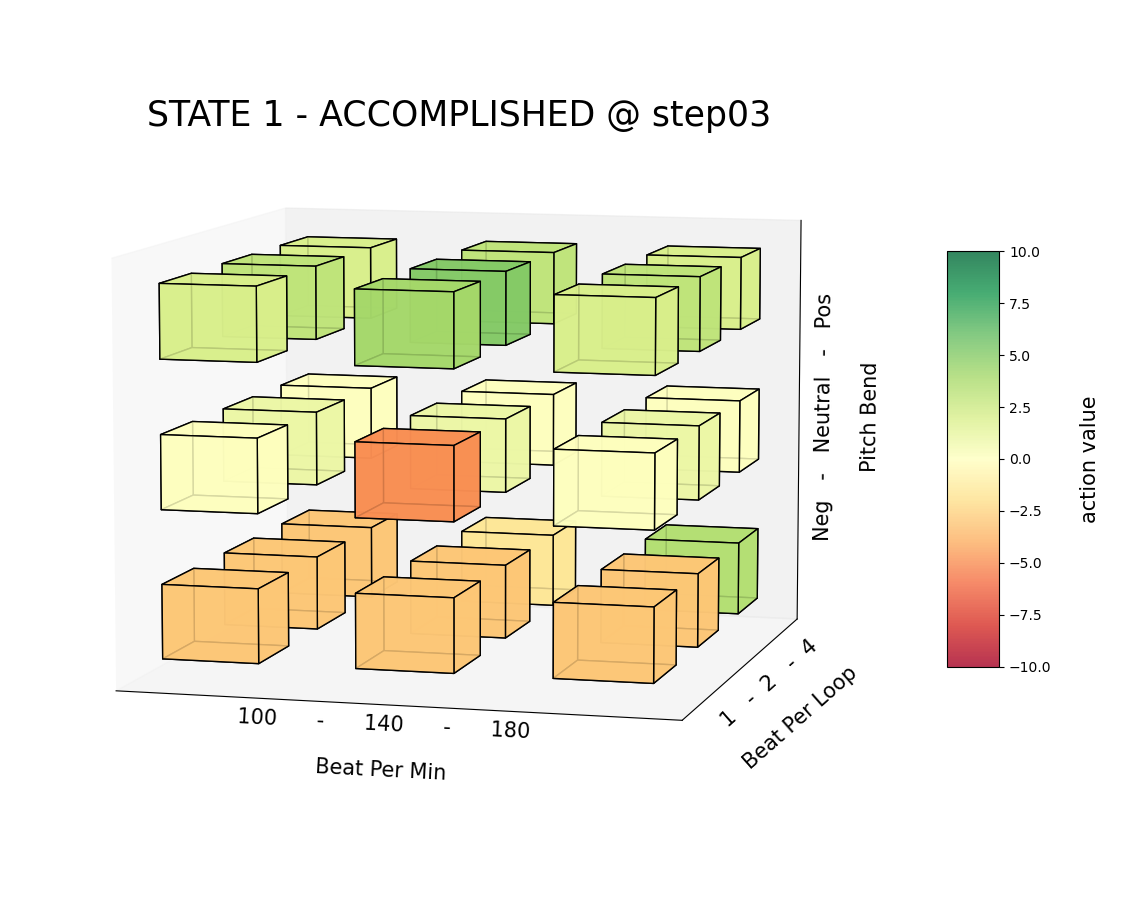 STATE 1 - ACCOMPLISHED @ step03
100 - 140 - 180
Beat Per Min
1 - 2 - 4
Beat Per Loop
Neg - Neutral - Pos
Pitch Bend
10.0
7.5
5.0
2.5
0.0
−2.5
−5.0
−7.5
−10.0
action value